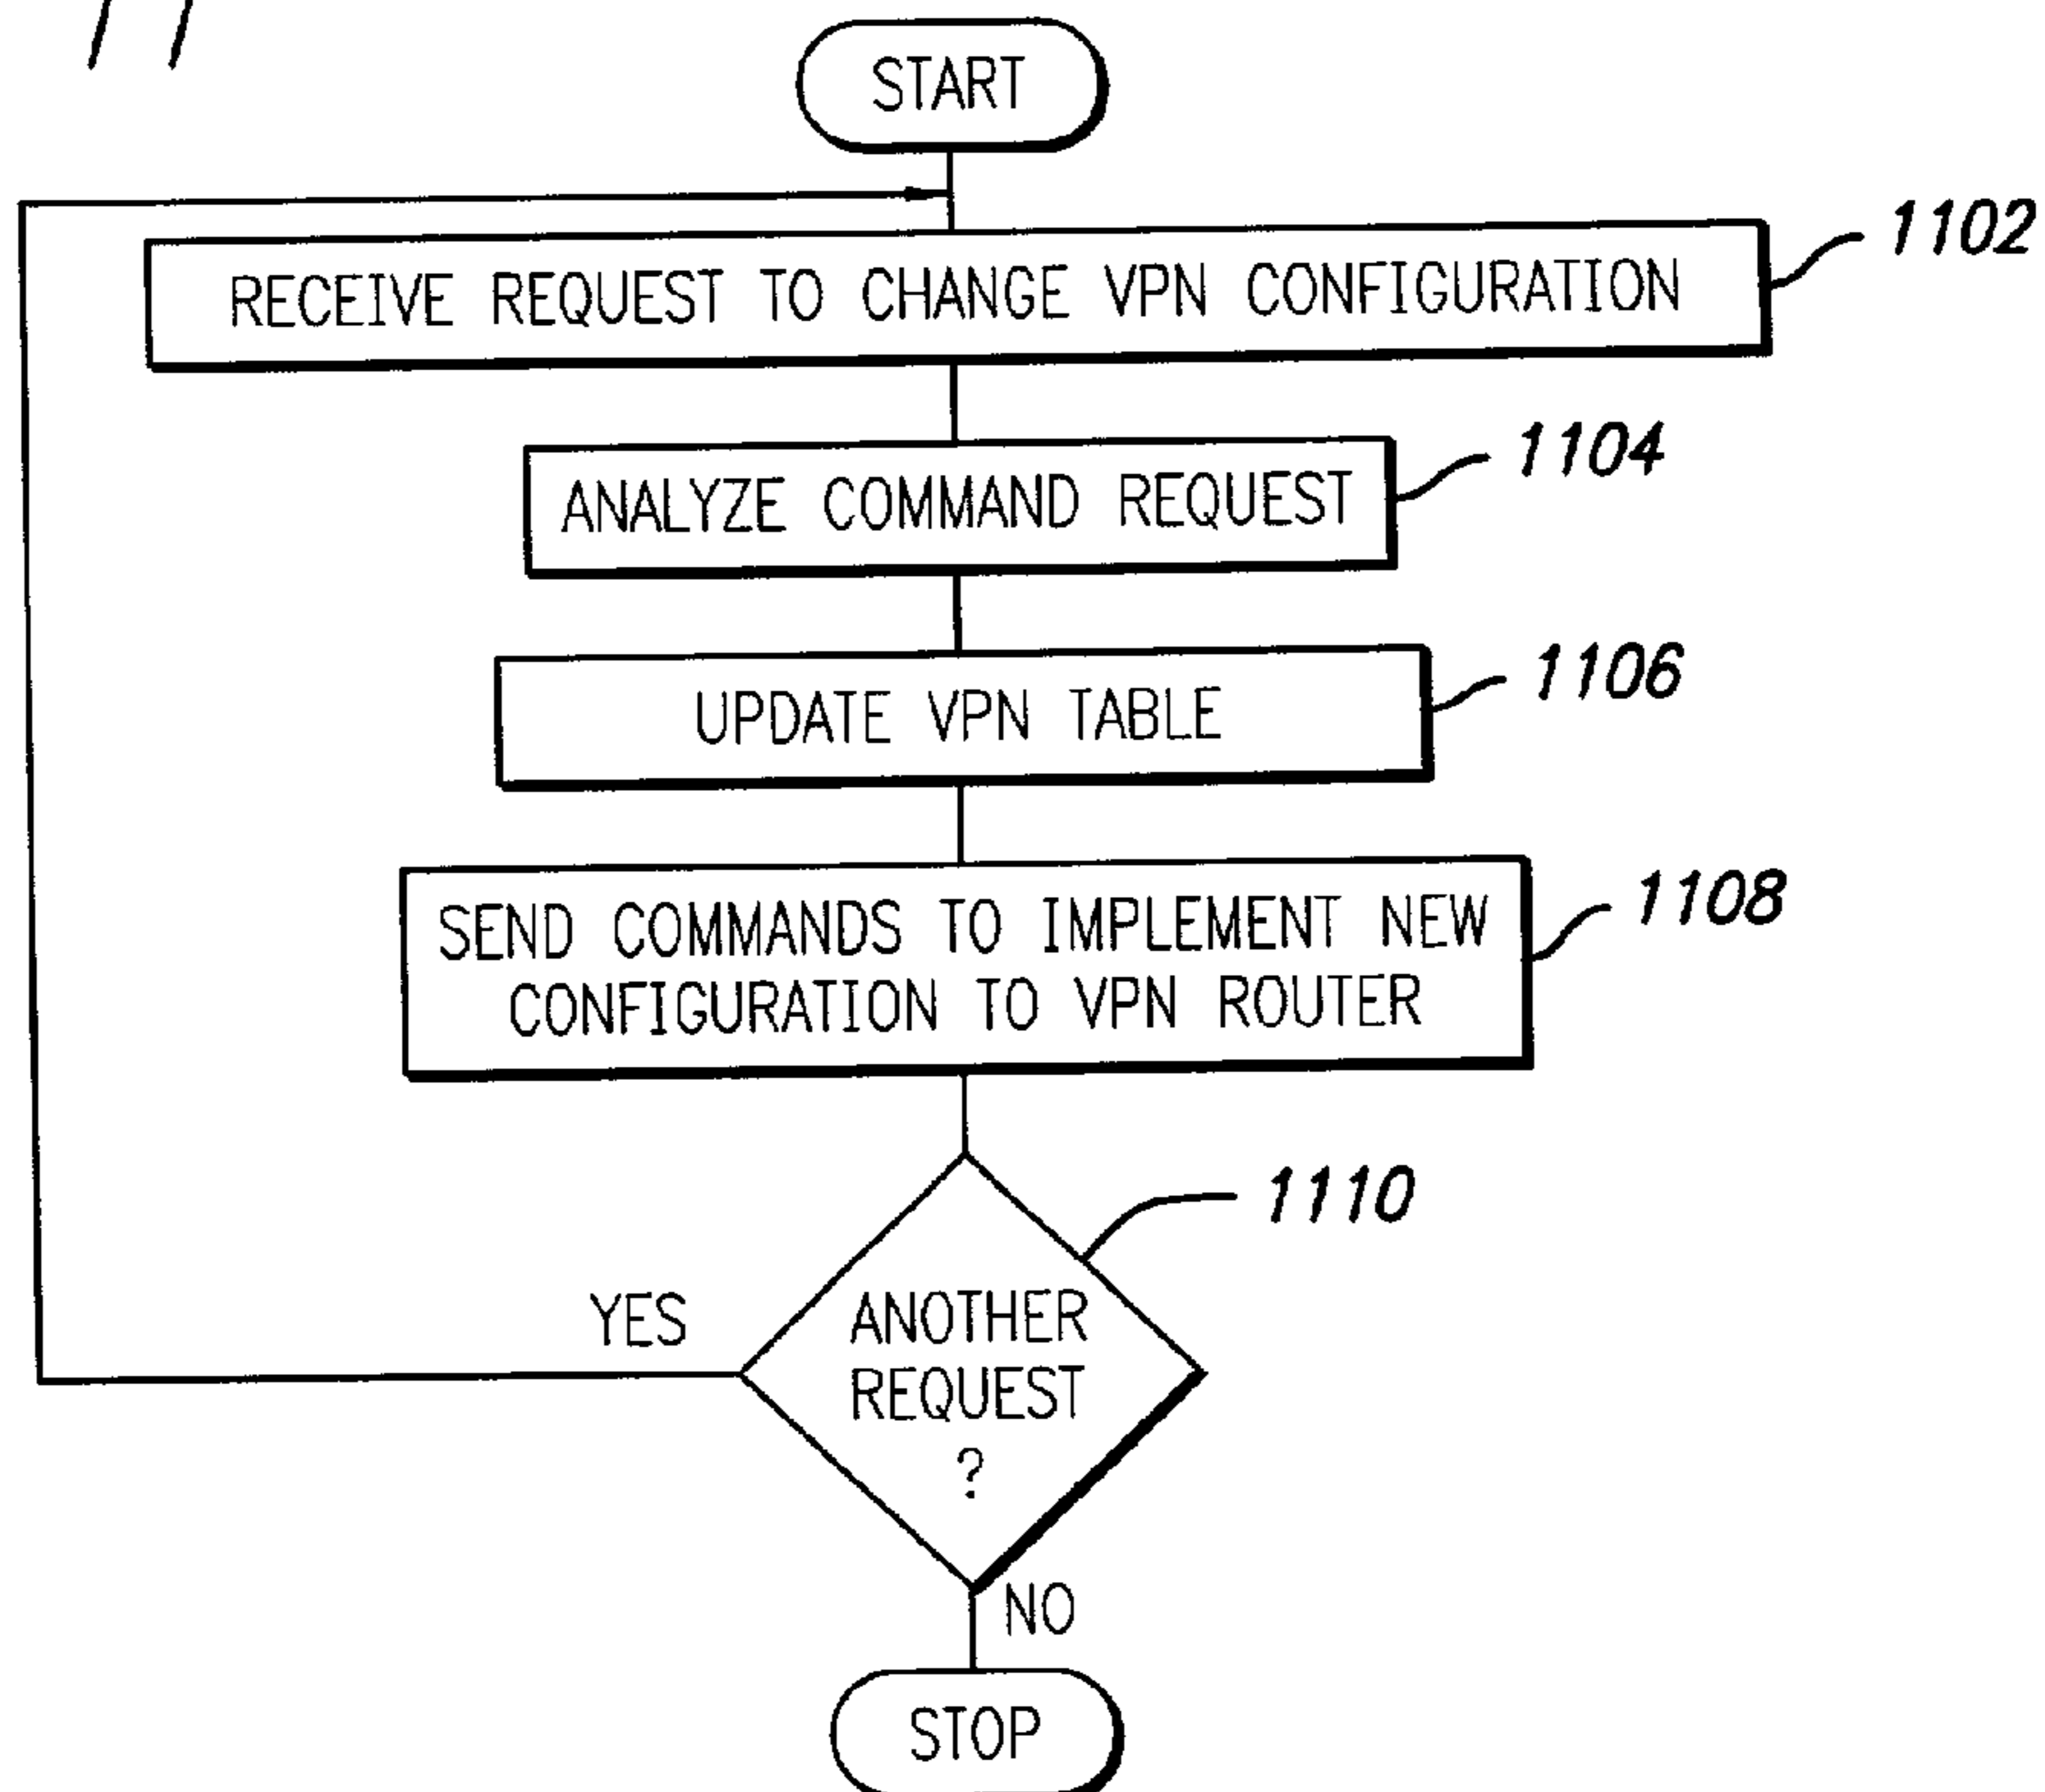 START
RECEIVE REQUEST TO CHANGE VPN CONFIGURATION
1102
ANALYZE COMMAND REQUEST
1104
UPDATE VPN TABLE
1106
SEND COMMANDS TO IMPLEMENT NEW
CONFIGURATION TO VPN ROUTER
1108
1110
ANOTHER
REQUEST
?
YES
NO
STOP